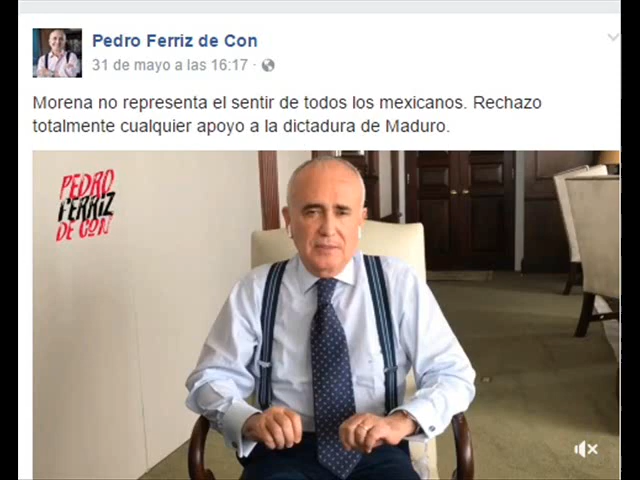 Pedro Ferriz de Con
31 de mayo a las 16:17 ·
Morena no representa el sentir de todos los mexicanos. Rechazo
totalmente cualquier apoyo a la dictadura de Maduro.
PEDRO
FERRIZ
DE CON